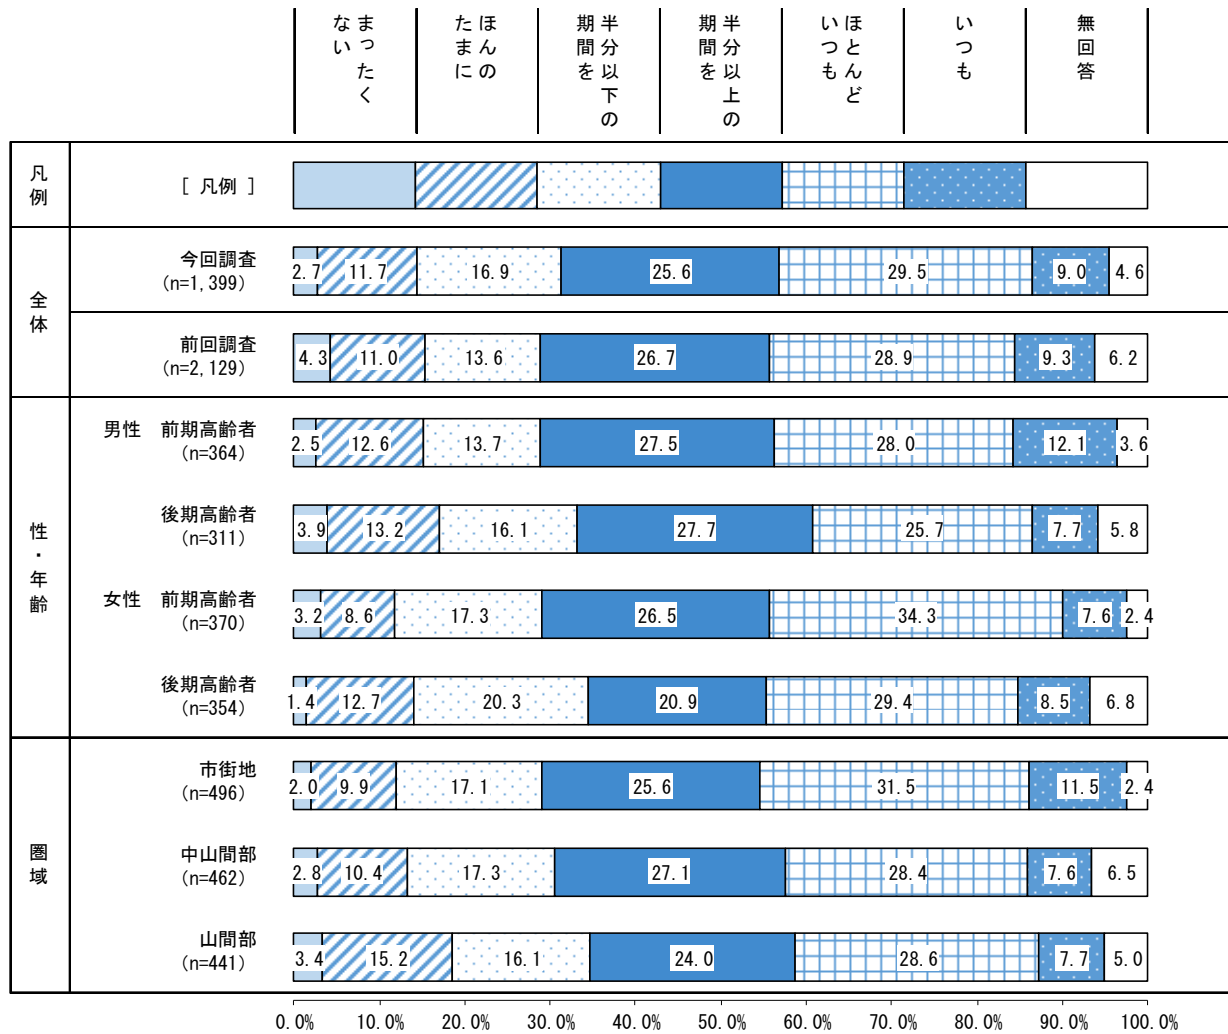 まったく
ない
ほんの
たまに
半分以下の
期間を
半分以上の
期間を
ほとんど
いつも
いつも
無回答
凡例
[ 凡例 ]
全体
今回調査
(n=1,399)
2.7 11.7 16.9 25.6 29.5 9.0 4.6
前回調査
(n=2,129)
4.3 11.0 13.6 26.7 28.9 9.3 6.2
性・年齢
男性 前期高齢者
(n=364)
2.5 12.6 13.7 27.5 28.0 12.1 3.6
後期高齢者
(n=311)
3.9 13.2 16.1 27.7 25.7 7.7 5.8
女性 前期高齢者
(n=370)
3.2 8.6 17.3 26.5 34.3 7.6 2.4
後期高齢者
(n=354)
1.4 12.7 20.3 20.9 29.4 8.5 6.8
圏域
市街地
(n=496)
2.0 9.9 17.1 25.6 31.5 11.5 2.4
中山間部
(n=462)
2.8 10.4 17.3 27.1 28.4 7.6 6.5
山間部
(n=441)
3.4 15.2 16.1 24.0 28.6 7.7 5.0
0.0% 10.0% 20.0% 30.0% 40.0% 50.0% 60.0% 70.0% 80.0% 90.0% 100.0%